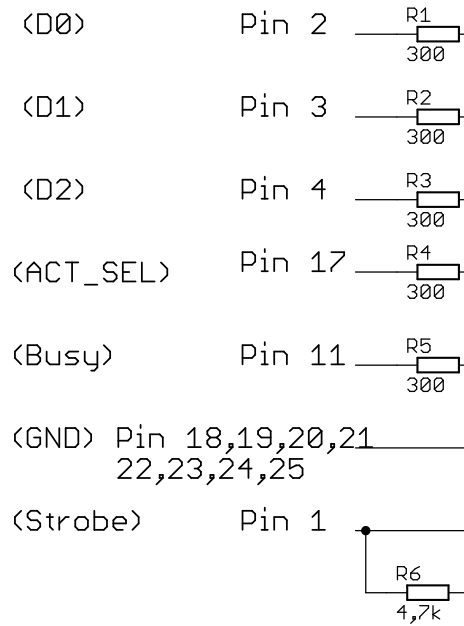 R1
(D0) Pin 2
300
R2
(D1) Pin 3
300
R3
(D2) Pin 4
300
R4
(ACT_SEL) Pin 17
300
R5
(Busy) Pin 11
300
(GND) Pin 18,19,20,21
22,23,24,25
(Strobe) Pin 1
R6
4,7k